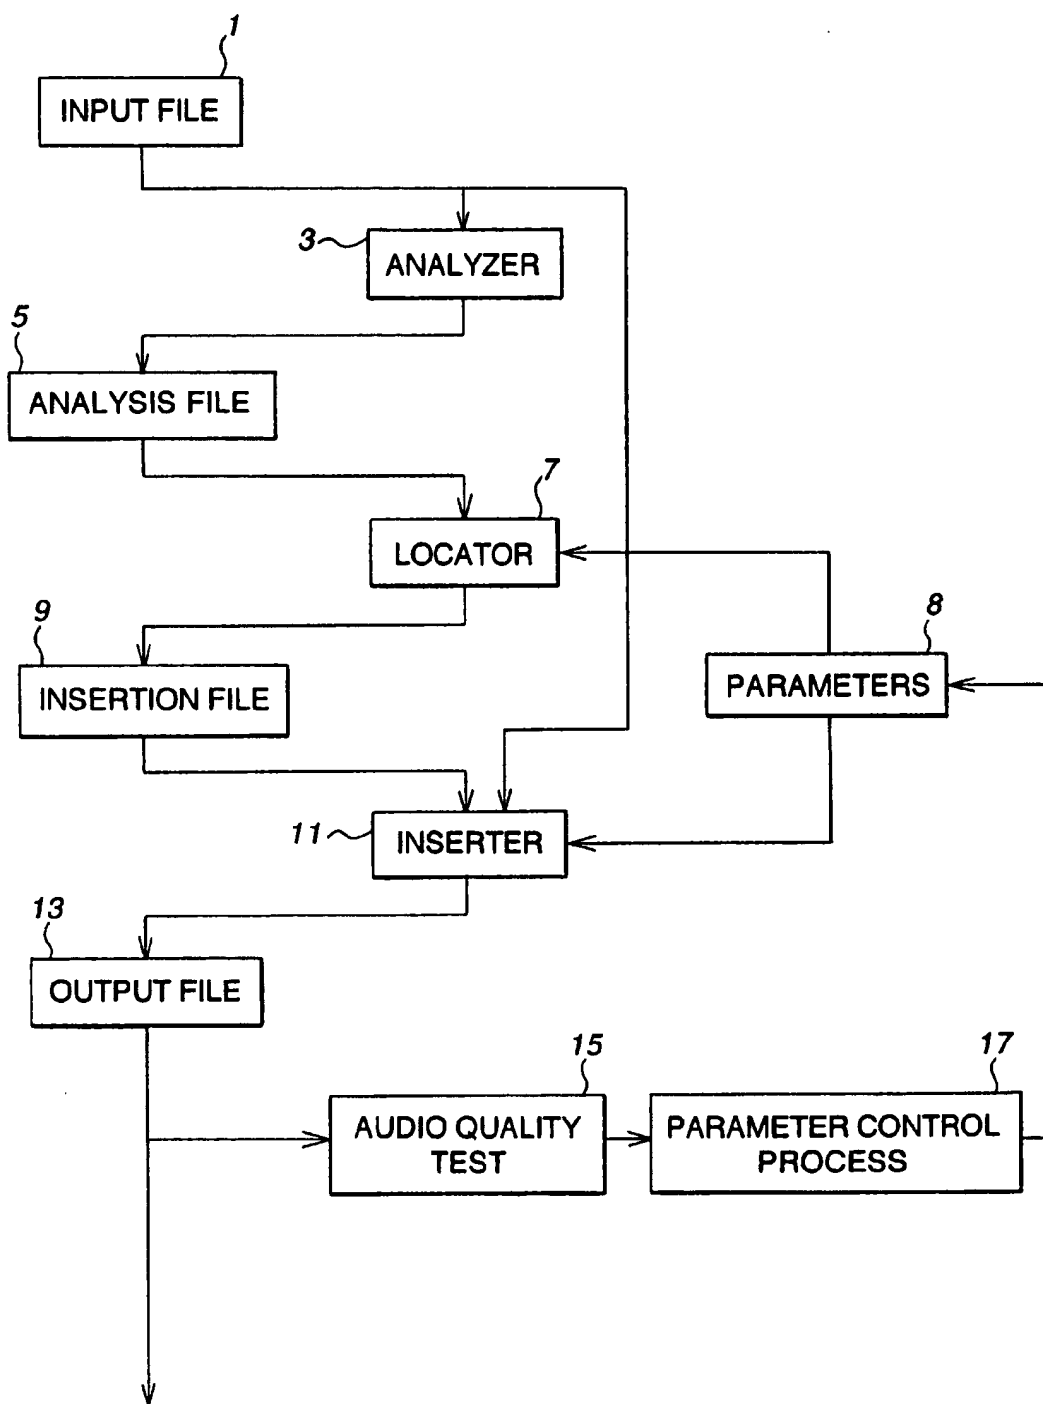 1
INPUT FILE
3
ANALYZER
5
ANALYSIS FILE
7
LOCATOR
9
INSERTION FILE
8
PARAMETERS
11
INSERTER
13
OUTPUT FILE
15
AUDIO QUALITY
TEST
17
PARAMETER CONTROL
PROCESS